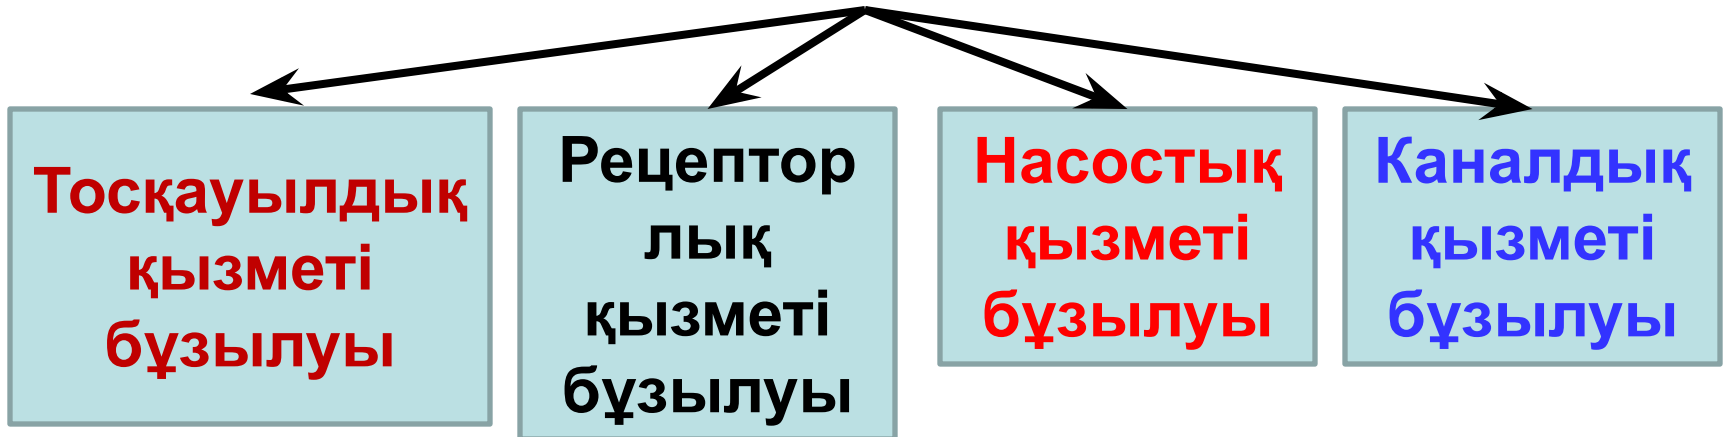 Тосқауылдық
қызметі
бұзылуы
Рецептор
лық
қызметі
бұзылуы
Насостық
қызметі
бұзылуы
Каналдық
қызметі
бұзылуы